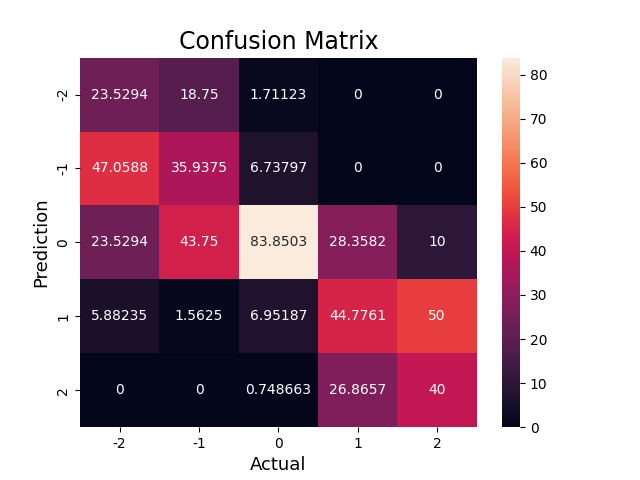 Confusion Matrix
-2 23.5294 18.75 1.71123 0 0
-1 47.0588 35.9375 6.73797 0 0
0 23.5294 43.75 83.8503 28.3582 10
1 5.88235 1.5625 6.95187 44.7761 50
2 0 0 0.748663 26.8657 40
-2 -1 0 1 2
Actual
Prediction
80
70
60
50
40
30
20
10
0